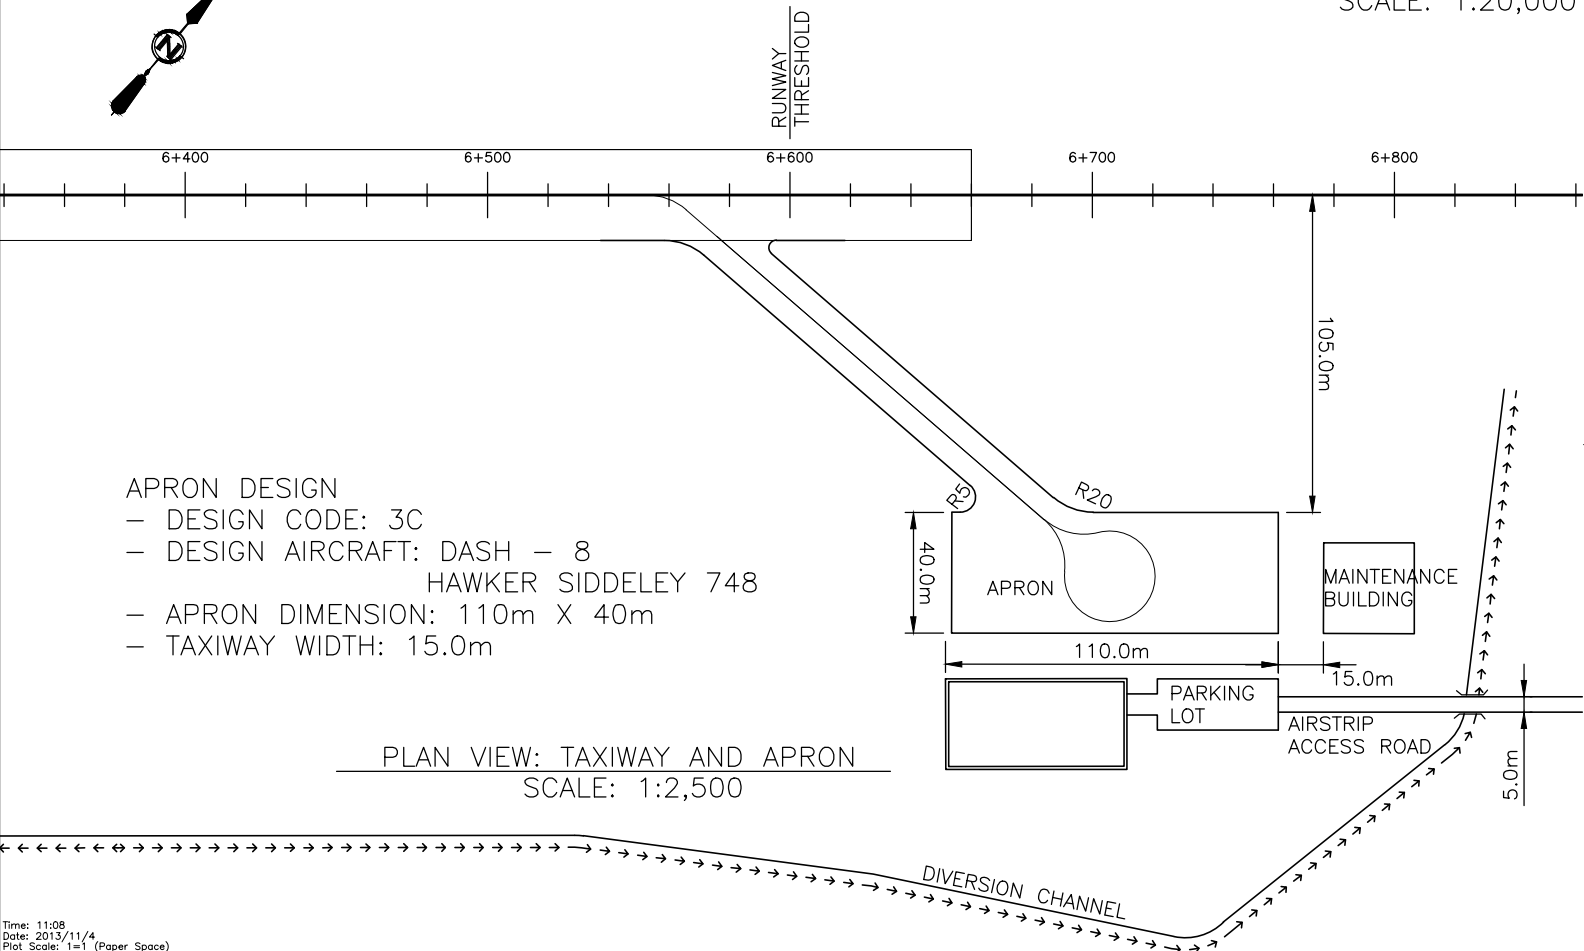 SCALE: 1:20,000
N
RUNWAY
THRESHOLD
6+400
6+500
6+600
6+700
6+800
105.0m
APRON DESIGN
- DESIGN CODE: 3C
- DESIGN AIRCRAFT: DASH - 8
HAWKER SIDDELEY 748
- APRON DIMENSION: 110m X 40m
- TAXIWAY WIDTH: 15.0m
R5
R20
40.0m
APRON
MAINTENANCE
BUILDING
110.0m
15.0m
PARKING
LOT
AIRSTRIP
ACCESS ROAD
5.0m
PLAN VIEW: TAXIWAY AND APRON
SCALE: 1:2,500
DIVERSION CHANNEL
Time: 11:08
Date: 2013/11/4
Plot Scale: 1=1 (Paper Space)